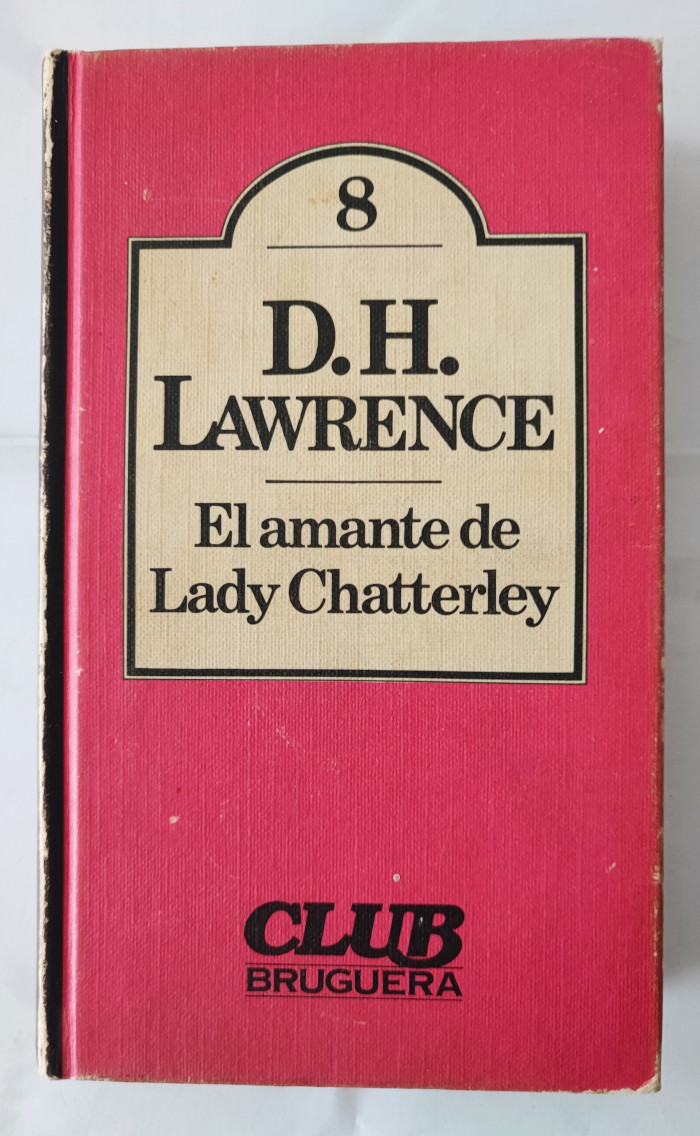 8
D.H.
LAWRENCE
El amante de
Lady Chatterley
CLUB
BRUGUERA